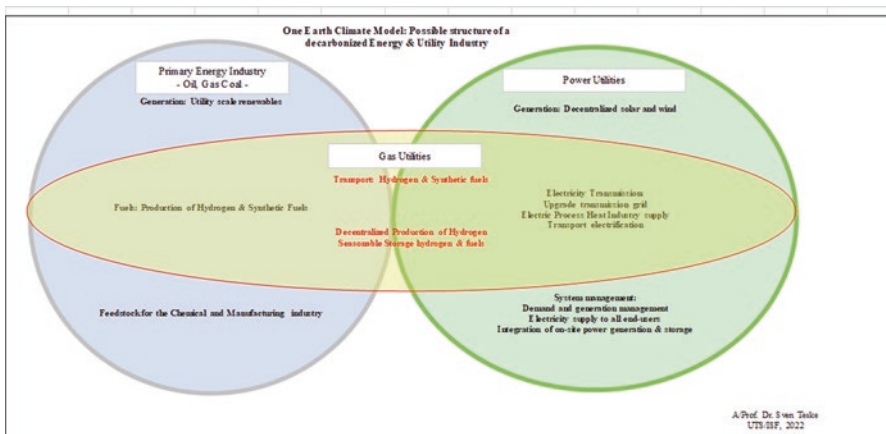 One Earth Climate Model: Possible structure of a
decarbonized Energy & Utility Industry
Primary Energy Industry
- Oil, Gas Coal -
Generation: Utility scale renewables
Power Utilities
Generation: Decentralized solar and wind
Gas Utilities
Transport: Hydrogen & Synthetic fuels
Fuels: Production of Hydrogen & Synthetic Fuels
Electricity Transmission
Upgrade transmission grid
Electric Process Heat Industry supply
Transport electrification
Decentralized Production of Hydrogen
Seasonable Storage hydrogen & fuels
Feedstock for the Chemical and Manufacturing industry
System management:
Demand and generation management
Electricity supply to all end-users
Integration of on-site power generation & storage
A/Prof. Dr. Sven Teske
UTS/ISF, 2022